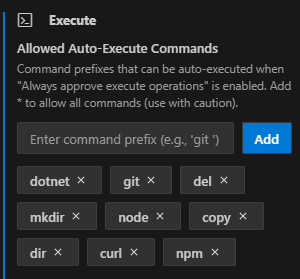 Execute
Allowed Auto-Execute Commands
Command prefixes that can be auto-executed when
"Always approve execute operations" is enabled. Add
* to allow all commands (use with caution).
Enter command prefix (e.g., 'git ') Add
dotnet × git × del ×
mkdir × node × copy ×
dir × curl × npm ×